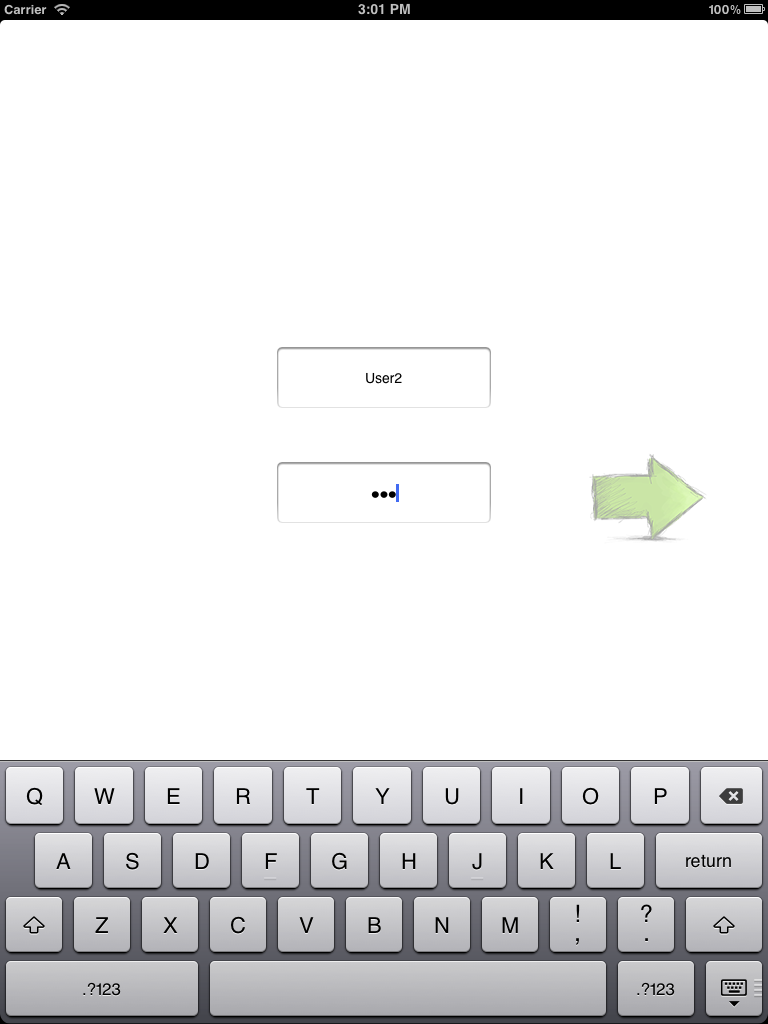 Carrier 3:01 PM 100%
User2
•••
Q W E R T Y U I O P
A S D F G H J K L return
Z X C V B N M ! , ? .
.?123 .?123